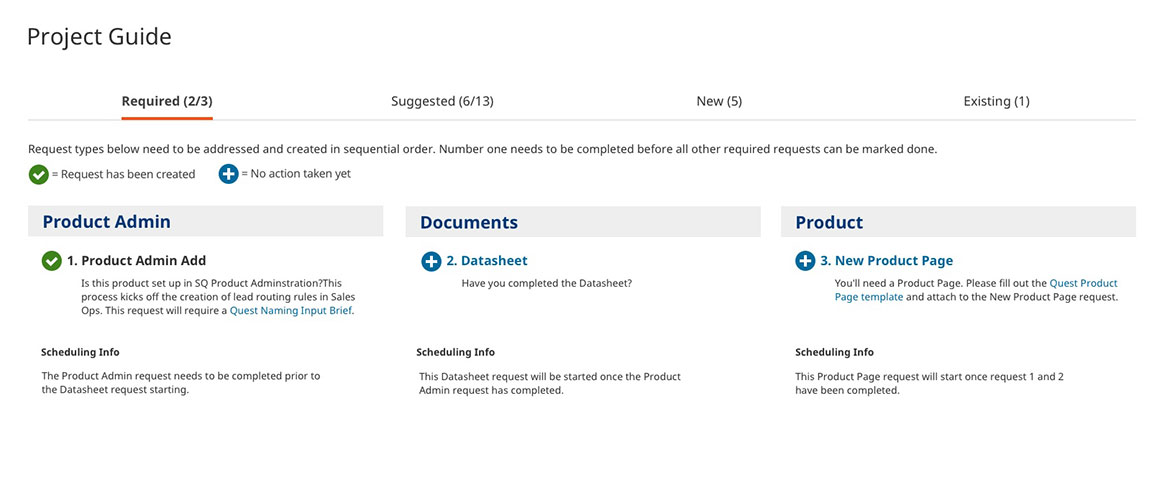 Project Guide
Required (2/3)
Suggested (6/13)
New (5)
Existing (1)
Request types below need to be addressed and created in sequential order. Number one needs to be completed before all other required requests can be marked done.
= Request has been created
= No action taken yet
Product Admin
1. Product Admin Add
Is this product set up in SQ Product Adminstration?This
process kicks off the creation of lead routing rules in Sales
Ops. This request will require a Quest Naming Input Brief.
Scheduling Info
The Product Admin request needs to be completed prior to
the Datasheet request starting.
Documents
2. Datasheet
Have you completed the Datasheet?
Scheduling Info
This Datasheet request will be started once the Product
Admin request has completed.
Product
3. New Product Page
You'll need a Product Page. Please fill out the Quest Product
Page template and attach to the New Product Page request.
Scheduling Info
This Product Page request will start once request 1 and 2
have been completed.